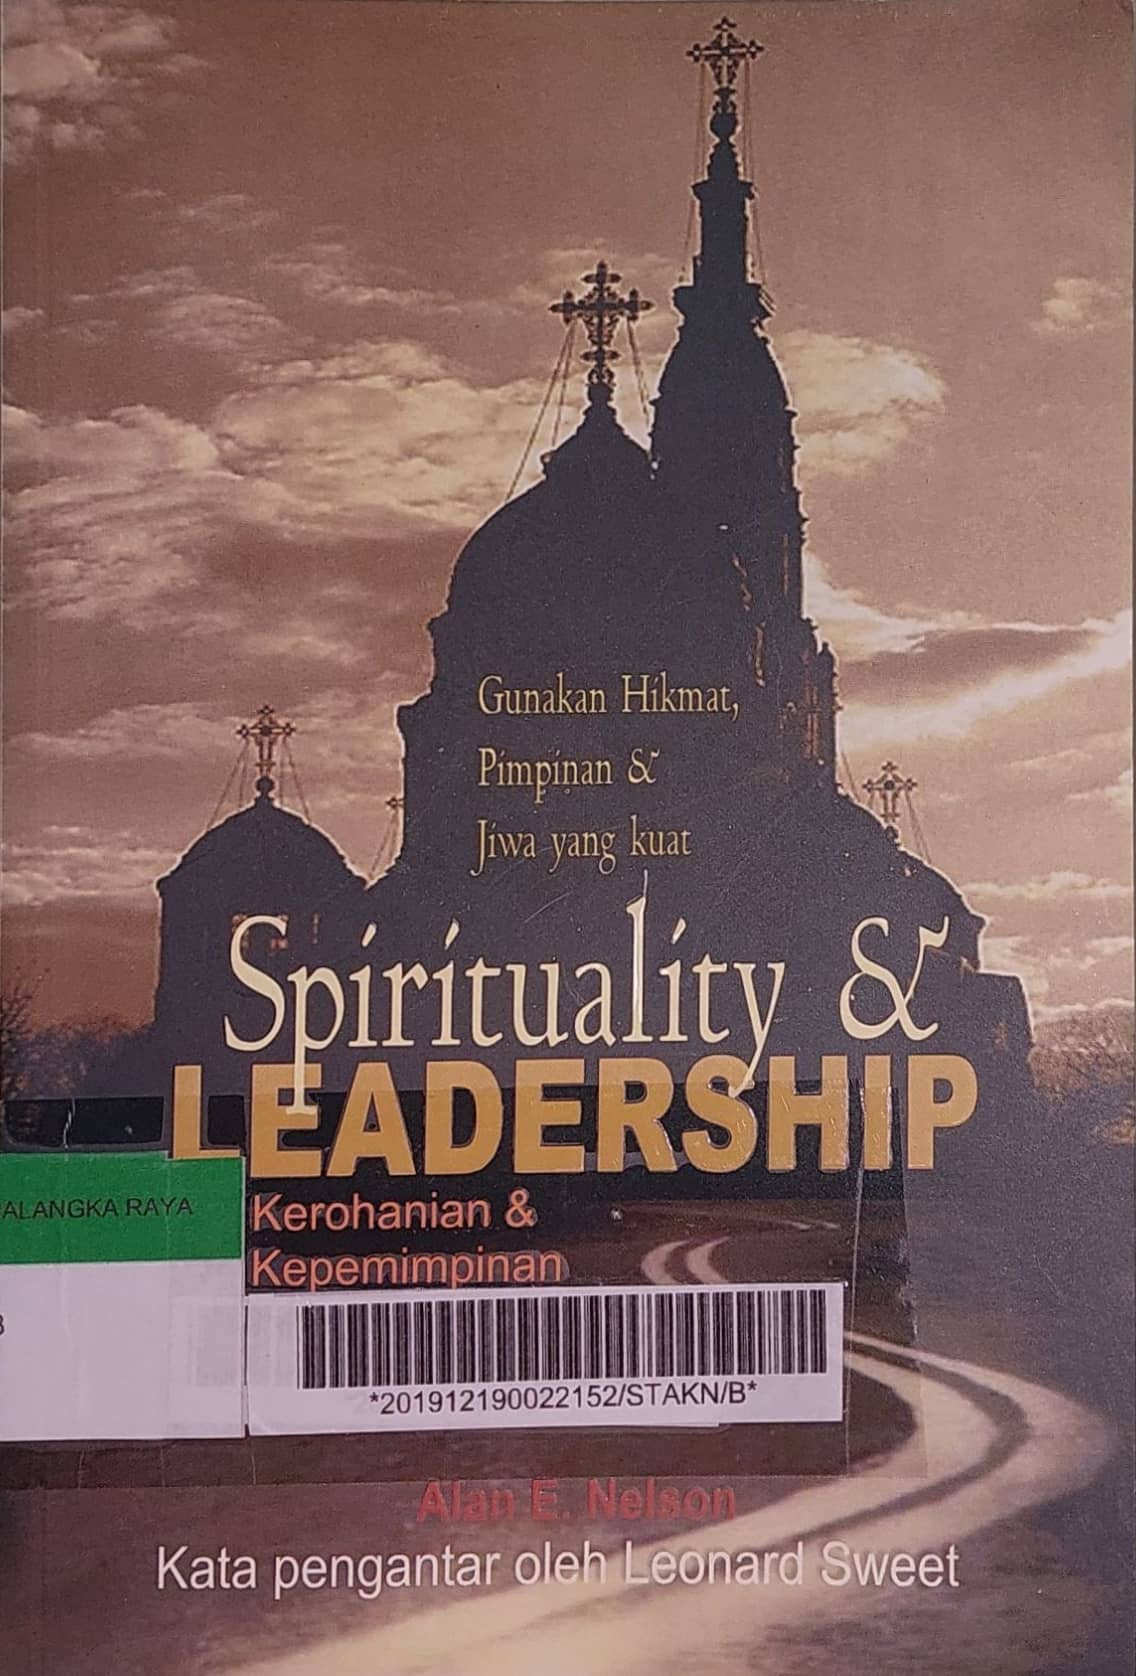 Gunakan Hikmat,
Pimpinan &
Jiwa yang kuat
Spirituality &
LEADERSHIP
ALANGKA RAYA
Kerohanian &
Kepemimpinan
*201912190022152/STAKN/B*
Alan E. Nelson
Kata pengantar oleh Leonard Sweet